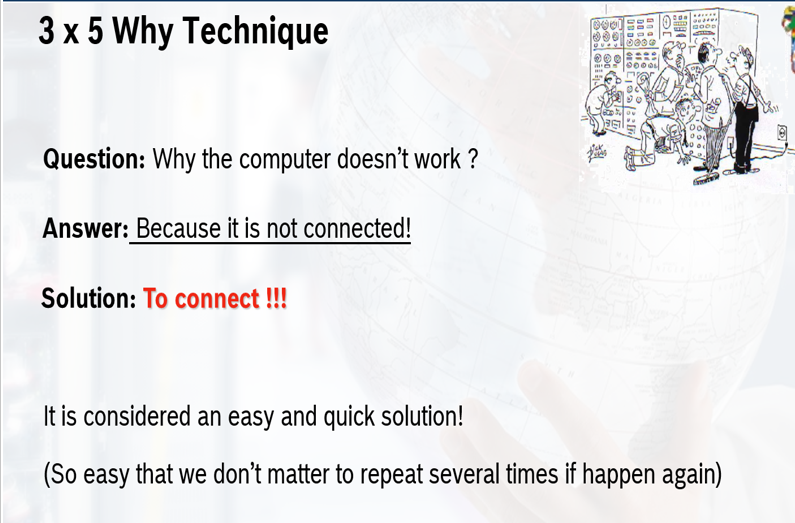 3 x 5 Why Technique
Question: Why the computer doesn't work ?
Answer: Because it is not connected!
Solution: To connect !!!
It is considered an easy and quick solution!
(So easy that we don't matter to repeat several times if happen again)